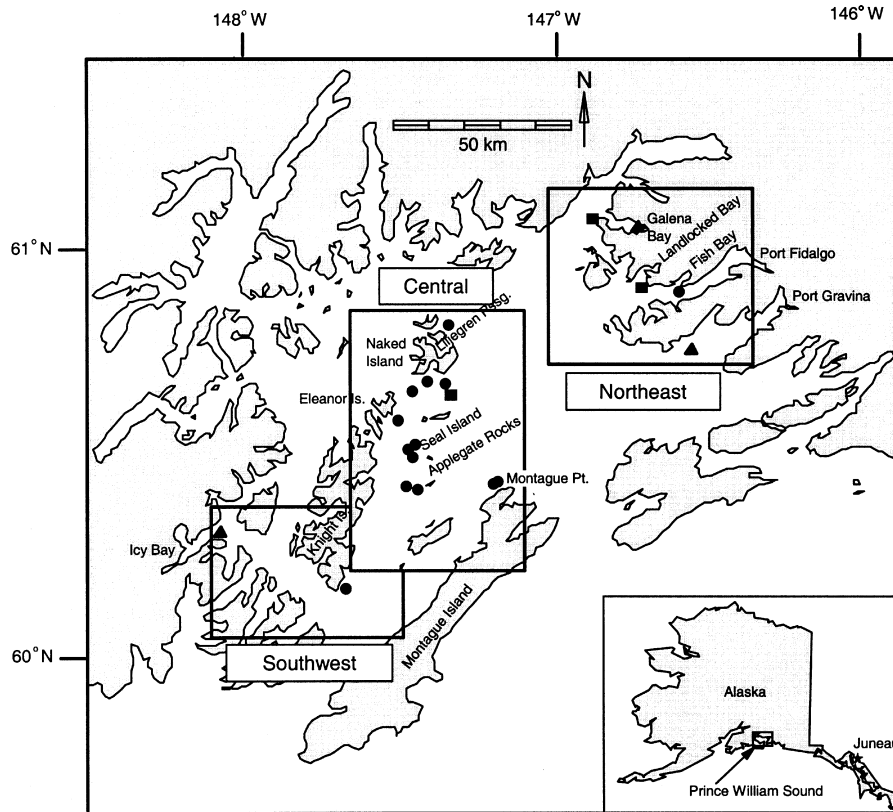 148°W
147°W
146°W
N
50 km
61°N
Galena
Bay
Landlocked Bay
Fish Bay
Port Fidalgo
Port Gravina
Central
Liljegren Pssg.
Naked
Island
Northeast
Eleanor Is.
Seal Island
Applegate Rocks
Montague Pt.
Knight Is.
Icy Bay
60°N
Southwest
Montague Island
Alaska
Juneau
Prince William Sound